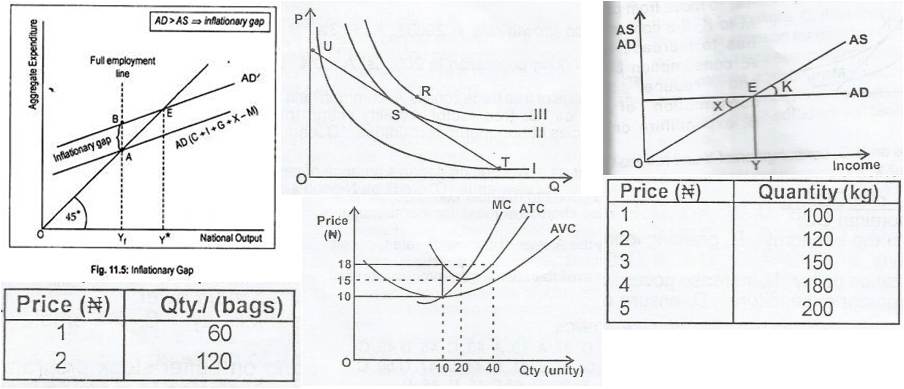 AD > AS ⇒ inflationary gap
Aggregate Expenditure
Full employment
line
AD'
B
E
Inflationary gap
AD (C + I + G + X – M)
A
45°
O
Yf
Y*
National Output
Fig. 11.5: Inflationary Gap
P
U
R
S
III
II
T
I
O
Q
AS
AD
AS
E
K
X
AD
O
Y
Income
Price (₦) Quantity (kg)
1 100
2 120
3 150
4 180
5 200
Price (₦) Qty./ (bags)
1 60
2 120
Price
(₦)
MC
ATC
AVC
18
15
10
O
10 20 40
Qty (unity)